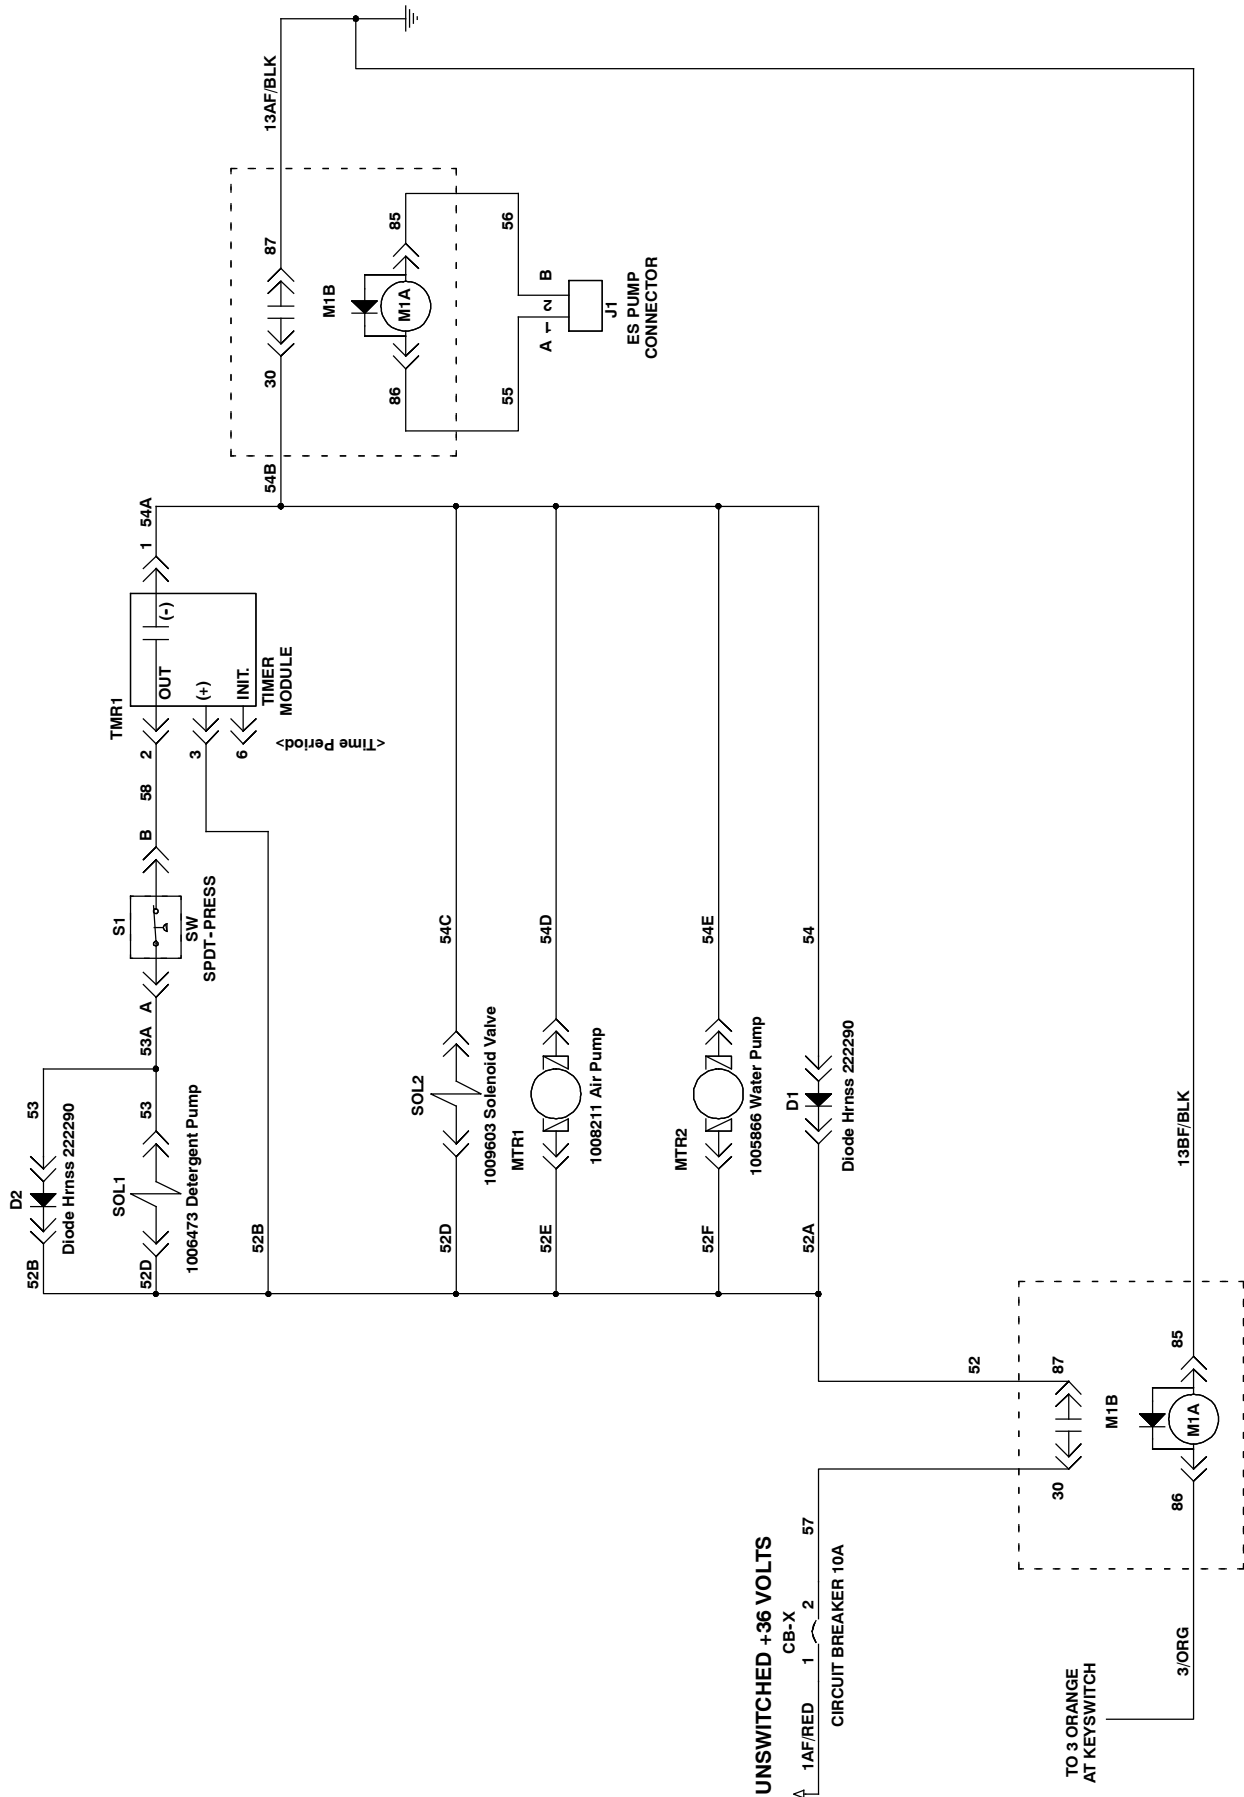 13AF/BLK
87
30
54B
M1B
M1A
85
86
56
55
B
2
1
A
J1
ES PUMP
CONNECTOR
54A
1
TMR1
(-)
OUT
(+)
INIT.
TIMER
MODULE
2
3
6
<Time Period>
58
B
S1
SW
SPDT-PRESS
A
53A
53
53
D2
Diode Hrnss 222290
SOL1
1006473 Detergent Pump
52B
52D
52B
54C
SOL2
1009603 Solenoid Valve
52D
54D
MTR1
1008211 Air Pump
52E
54E
MTR2
1005866 Water Pump
52F
54
D1
Diode Hrnss 222290
52A
52
87
30
M1B
M1A
85
86
13BF/BLK
UNSWITCHED +36 VOLTS
CB-X
1AF/RED
1
2
57
CIRCUIT BREAKER 10A
3/ORG
TO 3 ORANGE
AT KEYSWITCH